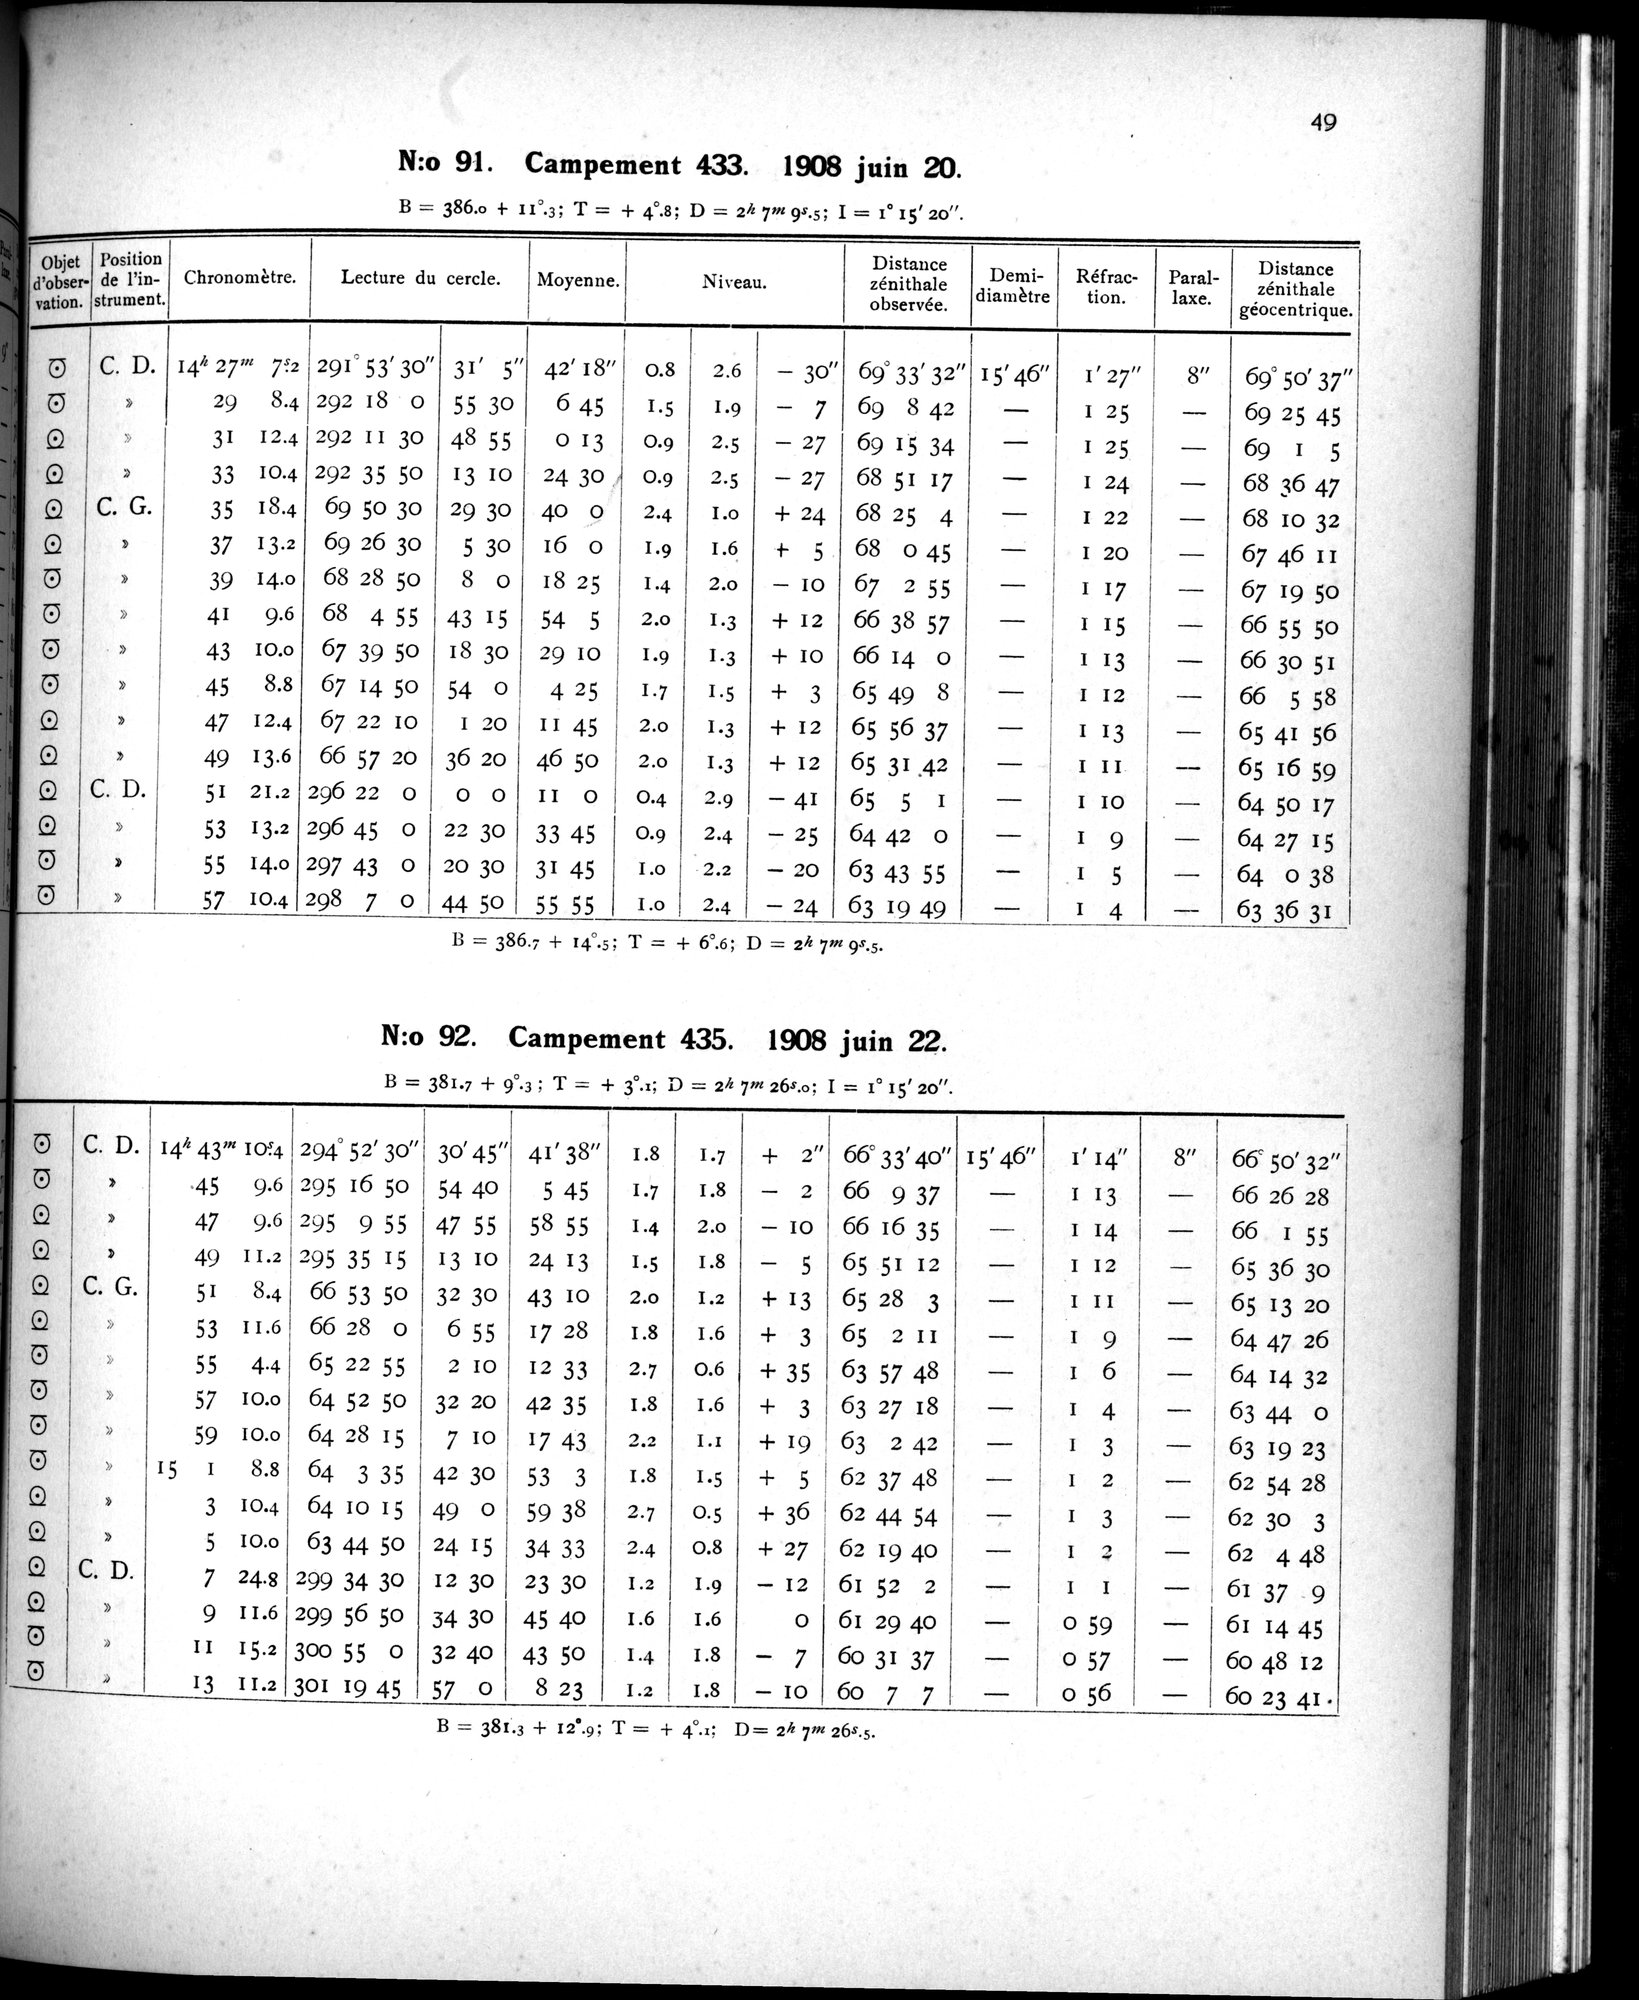 49
N:o 91. Campement 433. 1908 juin 20.
B = 386.0 + 11°.3; T = + 4°.8; D = 2h 7m 9s.5; I = 1° 15′ 20″.
Objet d'obser- vation. Position de l'in- strument. Chronomètre. Lecture du cercle. Moyenne. Niveau. Distance zénithale observée. Demi- diamètre Réfrac- tion. Paral- laxe. Distance zénithale géocentrique.
C. D. 14h 27m 7s.2 291° 53′ 30″ 31′ 5″ 42′ 18″ 0.8 2.6 − 30″ 69° 33′ 32″ 15′ 46″ 1′ 27″ 8″ 69° 50′ 37″
» 29 8.4 292 18 0 55 30 6 45 1.5 1.9 − 7 69 8 42 — 1 25 — 69 25 45
» 31 12.4 292 11 30 48 55 0 13 0.9 2.5 − 27 69 15 34 — 1 25 — 69 1 5
» 33 10.4 292 35 50 13 10 24 30 0.9 2.5 − 27 68 51 17 — 1 24 — 68 36 47
C. G. 35 18.4 69 50 30 29 30 40 0 2.4 1.0 + 24 68 25 4 — 1 22 — 68 10 32
» 37 13.2 69 26 30 5 30 16 0 1.9 1.6 + 5 68 0 45 — 1 20 — 67 46 11
» 39 14.0 68 28 50 8 0 18 25 1.4 2.0 − 10 67 2 55 — 1 17 — 67 19 50
» 41 9.6 68 4 55 43 15 54 5 2.0 1.3 + 12 66 38 57 — 1 15 — 66 55 50
» 43 10.0 67 39 50 18 30 29 10 1.9 1.3 + 10 66 14 0 — 1 13 — 66 30 51
» 45 8.8 67 14 50 54 0 4 25 1.7 1.5 + 3 65 49 8 — 1 12 — 66 5 58
» 47 12.4 67 22 10 1 20 11 45 2.0 1.3 + 12 65 56 37 — 1 13 — 65 41 56
» 49 13.6 66 57 20 36 20 46 50 2.0 1.3 + 12 65 31 42 — 1 11 — 65 16 59
C. D. 51 21.2 296 22 0 0 0 11 0 0.4 2.9 − 41 65 5 1 — 1 10 — 64 50 17
» 53 13.2 296 45 0 22 30 33 45 0.9 2.4 − 25 64 42 0 — 1 9 — 64 27 15
» 55 14.0 297 43 0 20 30 31 45 1.0 2.2 − 20 63 43 55 — 1 5 — 64 0 38
» 57 10.4 298 7 0 44 50 55 55 1.0 2.4 − 24 63 19 49 — 1 4 — 63 36 31
B = 386.7 + 14°.5; T = + 6°.6; D = 2h 7m 9s.5.
N:o 92. Campement 435. 1908 juin 22.
B = 381.7 + 9°.3; T = + 3°.1; D = 2h 7m 26s.0; I = 1° 15′ 20″.
C. D. 14h 43m 10s.4 294° 52′ 30″ 30′ 45″ 41′ 38″ 1.8 1.7 + 2″ 66° 33′ 40″ 15′ 46″ 1′ 14″ 8″ 66° 50′ 32″
» 45 9.6 295 16 50 54 40 5 45 1.7 1.8 − 2 66 9 37 — 1 13 — 66 26 28
» 47 9.6 295 9 55 47 55 58 55 1.4 2.0 − 10 66 16 35 — 1 14 — 66 1 55
» 49 11.2 295 35 15 13 10 24 13 1.5 1.8 − 5 65 51 12 — 1 12 — 65 36 30
C. G. 51 8.4 66 53 50 32 30 43 10 2.0 1.2 + 13 65 28 3 — 1 11 — 65 13 20
» 53 11.6 66 28 0 6 55 17 28 1.8 1.6 + 3 65 2 11 — 1 9 — 64 47 26
» 55 4.4 65 22 55 2 10 12 33 2.7 0.6 + 35 63 57 48 — 1 6 — 64 14 32
» 57 10.0 64 52 50 32 20 42 35 1.8 1.6 + 3 63 27 18 — 1 4 — 63 44 0
» 59 10.0 64 28 15 7 10 17 43 2.2 1.1 + 19 63 2 42 — 1 3 — 63 19 23
» 15 1 8.8 64 3 35 42 30 53 3 1.8 1.5 + 5 62 37 48 — 1 2 — 62 54 28
» 3 10.4 64 10 15 49 0 59 38 2.7 0.5 + 36 62 44 54 — 1 3 — 62 30 3
» 5 10.0 63 44 50 24 15 34 33 2.4 0.8 + 27 62 19 40 — 1 2 — 62 4 48
C. D. 7 24.8 299 34 30 12 30 23 30 1.2 1.9 − 12 61 52 2 — 1 1 — 61 37 9
» 9 11.6 299 56 50 34 30 45 40 1.6 1.6 0 61 29 40 — 0 59 — 61 14 45
» 11 15.2 300 55 0 32 40 43 50 1.4 1.8 − 7 60 31 37 — 0 57 — 60 48 12
» 13 11.2 301 19 45 57 0 8 23 1.2 1.8 − 10 60 7 7 — 0 56 — 60 23 41.
B = 381.3 + 12°.9; T = + 4°.1; D= 2h 7m 26s.5.